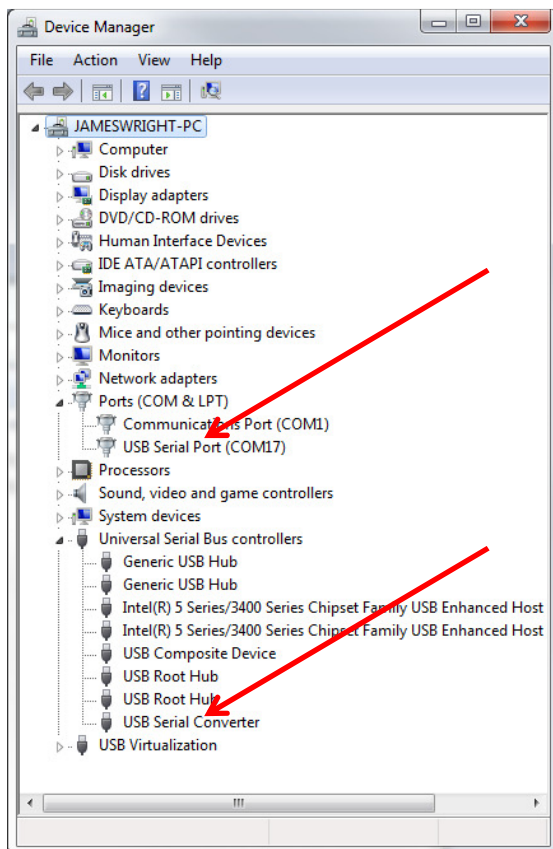 Device Manager
File Action View Help
JAMESWRIGHT-PC
Computer
Disk drives
Display adapters
DVD/CD-ROM drives
Human Interface Devices
IDE ATA/ATAPI controllers
Imaging devices
Keyboards
Mice and other pointing devices
Monitors
Network adapters
Ports (COM & LPT)
Communications Port (COM1)
USB Serial Port (COM17)
Processors
Sound, video and game controllers
System devices
Universal Serial Bus controllers
Generic USB Hub
Generic USB Hub
Intel(R) 5 Series/3400 Series Chipset Family USB Enhanced Host
Intel(R) 5 Series/3400 Series Chipset Family USB Enhanced Host
USB Composite Device
USB Root Hub
USB Root Hub
USB Serial Converter
USB Virtualization